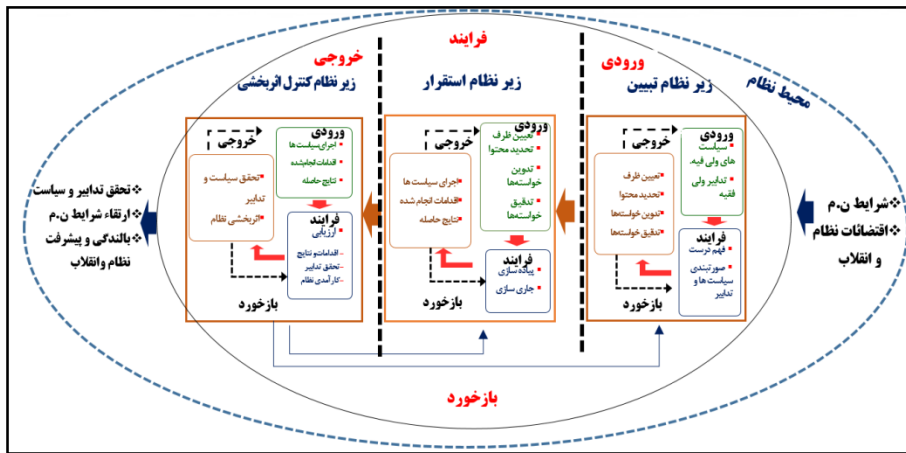 فرایند
ورودی
خروجی
محیط نظام
زیر نظام تبیین
زیر نظام استقرار
زیر نظام کنترل اثربخشی
❖شرایط ن.م
❖اقتضائات نظام
و انقلاب
ورودی
سیاست
های ولی فیه.
تدابیر ولی
فقیه
خروجی
تعیین ظرف
تحدید محتوا
تدوین خواسته‌ها
تدقیق خواسته‌ها
فرایند
فهم درست
صورتبندی
سیاست ها و
تدابیر
بازخورد
ورودی
تعیین ظرف
تحدید محتوا
تدوین
خواسته‌ها
تدقیق
خواسته‌ها
خروجی
اجرای سیاست ها
اقدامات انجام شده
نتایج حاصله
فرایند
پیاده سازی
جاری سازی
بازخورد
ورودی
اجرای سیاست ها
اقدامات انجام‌شده
نتایج حاصله
خروجی
تحقق سیاست و
تدابیر
اثربخشی نظام
فرایند
ارزیابی
–اقدامات و نتایج
–تحقق تدابیر
–کارآمدی نظام
بازخورد
❖تحقق تدابیر و سیاست
❖ارتقاء شرایط ن.م
❖بالندگی و پیشرفت
نظام وانقلاب
بازخورد